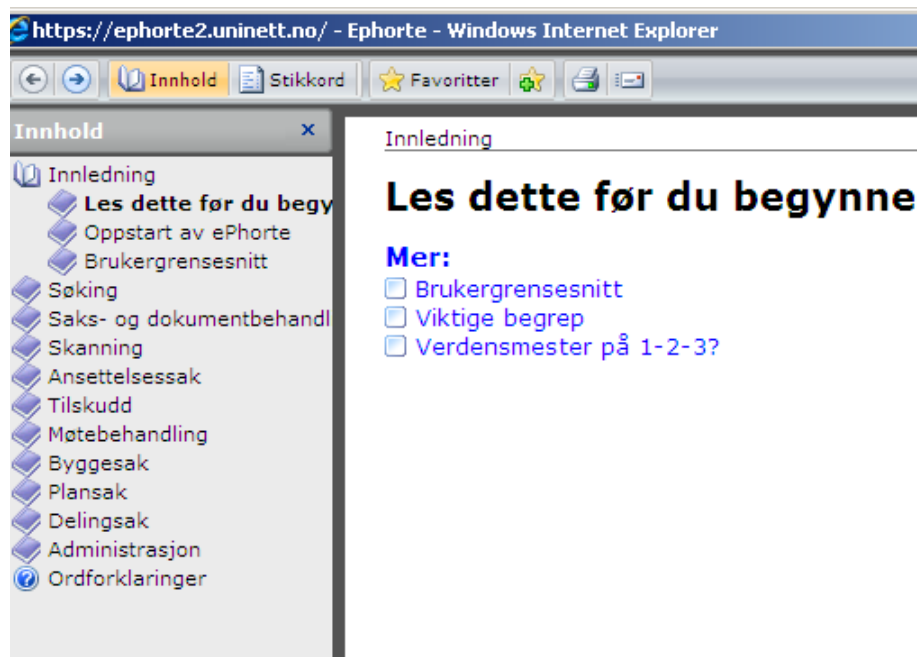 https://ephorte2.uninett.no/ - Ephorte - Windows Internet Explorer
Innhold Stikkord Favoritter
Innhold
Innledning
Les dette før du begy
Oppstart av ePhorte
Brukergrensesnitt
Søking
Saks- og dokumentbehandl
Skanning
Ansettelsessak
Tilskudd
Møtebehandling
Byggesak
Plansak
Delingsak
Administrasjon
Ordforklaringer
Innledning
Les dette før du begynne
Mer:
Brukergrensesnitt
Viktige begrep
Verdensmester på 1-2-3?